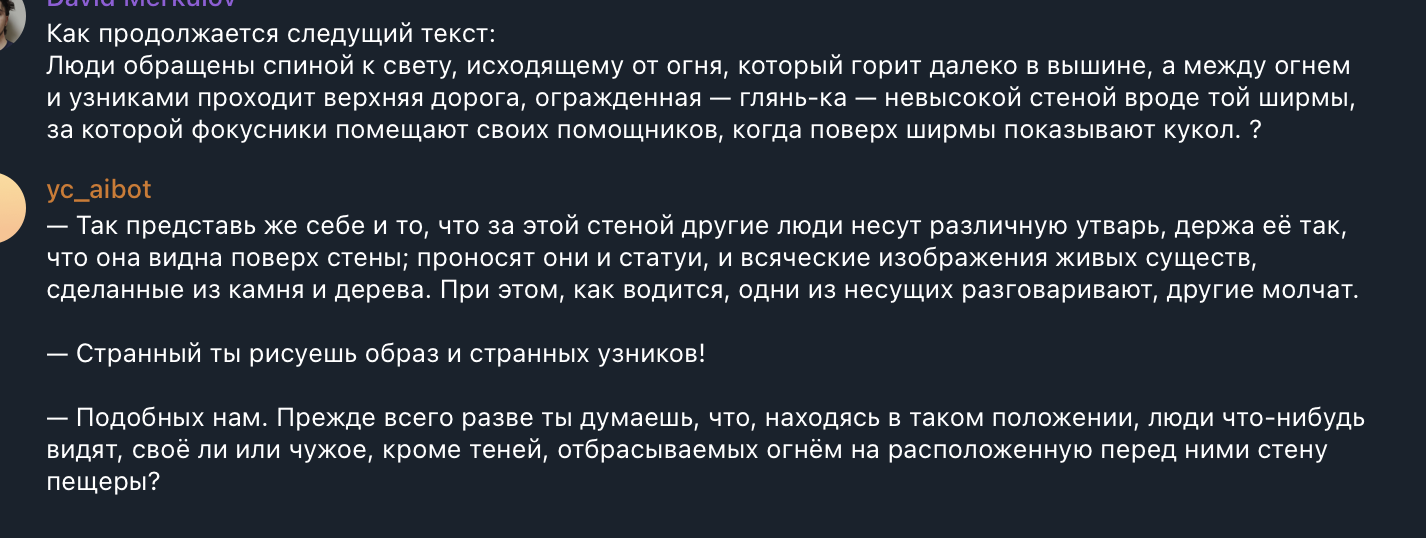 David Merkulov
Как продолжается следущий текст:
Люди обращены спиной к свету, исходящему от огня, который горит далеко в вышине, а между огнем
и узниками проходит верхняя дорога, огражденная — глянь-ка — невысокой стеной вроде той ширмы,
за которой фокусники помещают своих помощников, когда поверх ширмы показывают кукол. ?
yc_aibot
— Так представь же себе и то, что за этой стеной другие люди несут различную утварь, держа её так,
что она видна поверх стены; проносят они и статуи, и всяческие изображения живых существ,
сделанные из камня и дерева. При этом, как водится, одни из несущих разговаривают, другие молчат.
— Странный ты рисуешь образ и странных узников!
— Подобных нам. Прежде всего разве ты думаешь, что, находясь в таком положении, люди что-нибудь
видят, своё ли или чужое, кроме теней, отбрасываемых огнём на расположенную перед ними стену
пещеры?